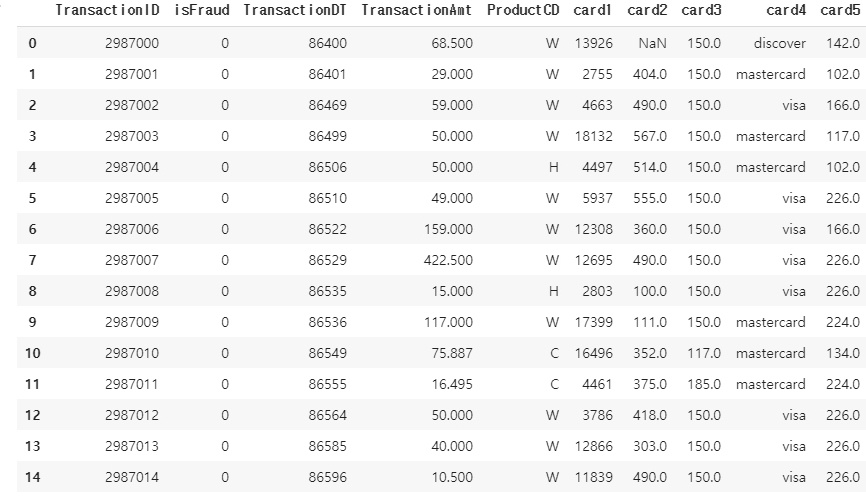 TransactionID isFraud TransactionDT TransactionAmt ProductCD card1 card2 card3 card4 card5
0 2987000 0 86400 68.500 W 13926 NaN 150.0 discover 142.0
1 2987001 0 86401 29.000 W 2755 404.0 150.0 mastercard 102.0
2 2987002 0 86469 59.000 W 4663 490.0 150.0 visa 166.0
3 2987003 0 86499 50.000 W 18132 567.0 150.0 mastercard 117.0
4 2987004 0 86506 50.000 H 4497 514.0 150.0 mastercard 102.0
5 2987005 0 86510 49.000 W 5937 555.0 150.0 visa 226.0
6 2987006 0 86522 159.000 W 12308 360.0 150.0 visa 166.0
7 2987007 0 86529 422.500 W 12695 490.0 150.0 visa 226.0
8 2987008 0 86535 15.000 H 2803 100.0 150.0 visa 226.0
9 2987009 0 86536 117.000 W 17399 111.0 150.0 mastercard 224.0
10 2987010 0 86549 75.887 C 16496 352.0 117.0 mastercard 134.0
11 2987011 0 86555 16.495 C 4461 375.0 185.0 mastercard 224.0
12 2987012 0 86564 50.000 W 3786 418.0 150.0 visa 226.0
13 2987013 0 86585 40.000 W 12866 303.0 150.0 visa 226.0
14 2987014 0 86596 10.500 W 11839 490.0 150.0 visa 226.0